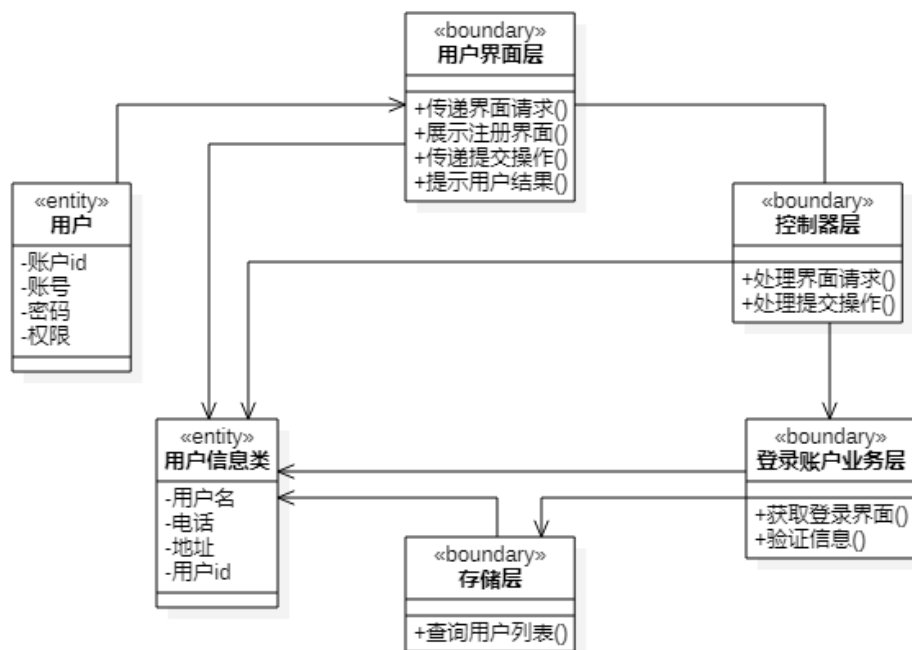 «boundary»
用户界面层
+传递界面请求()
+展示注册界面()
+传递提交操作()
+提示用户结果()
«entity»
用户
-账户id
-账号
-密码
-权限
«boundary»
控制器层
+处理界面请求()
+处理提交操作()
«entity»
用户信息类
-用户名
-电话
-地址
-用户id
«boundary»
登录账户业务层
+获取登录界面()
+验证信息()
«boundary»
存储层
+查询用户列表()